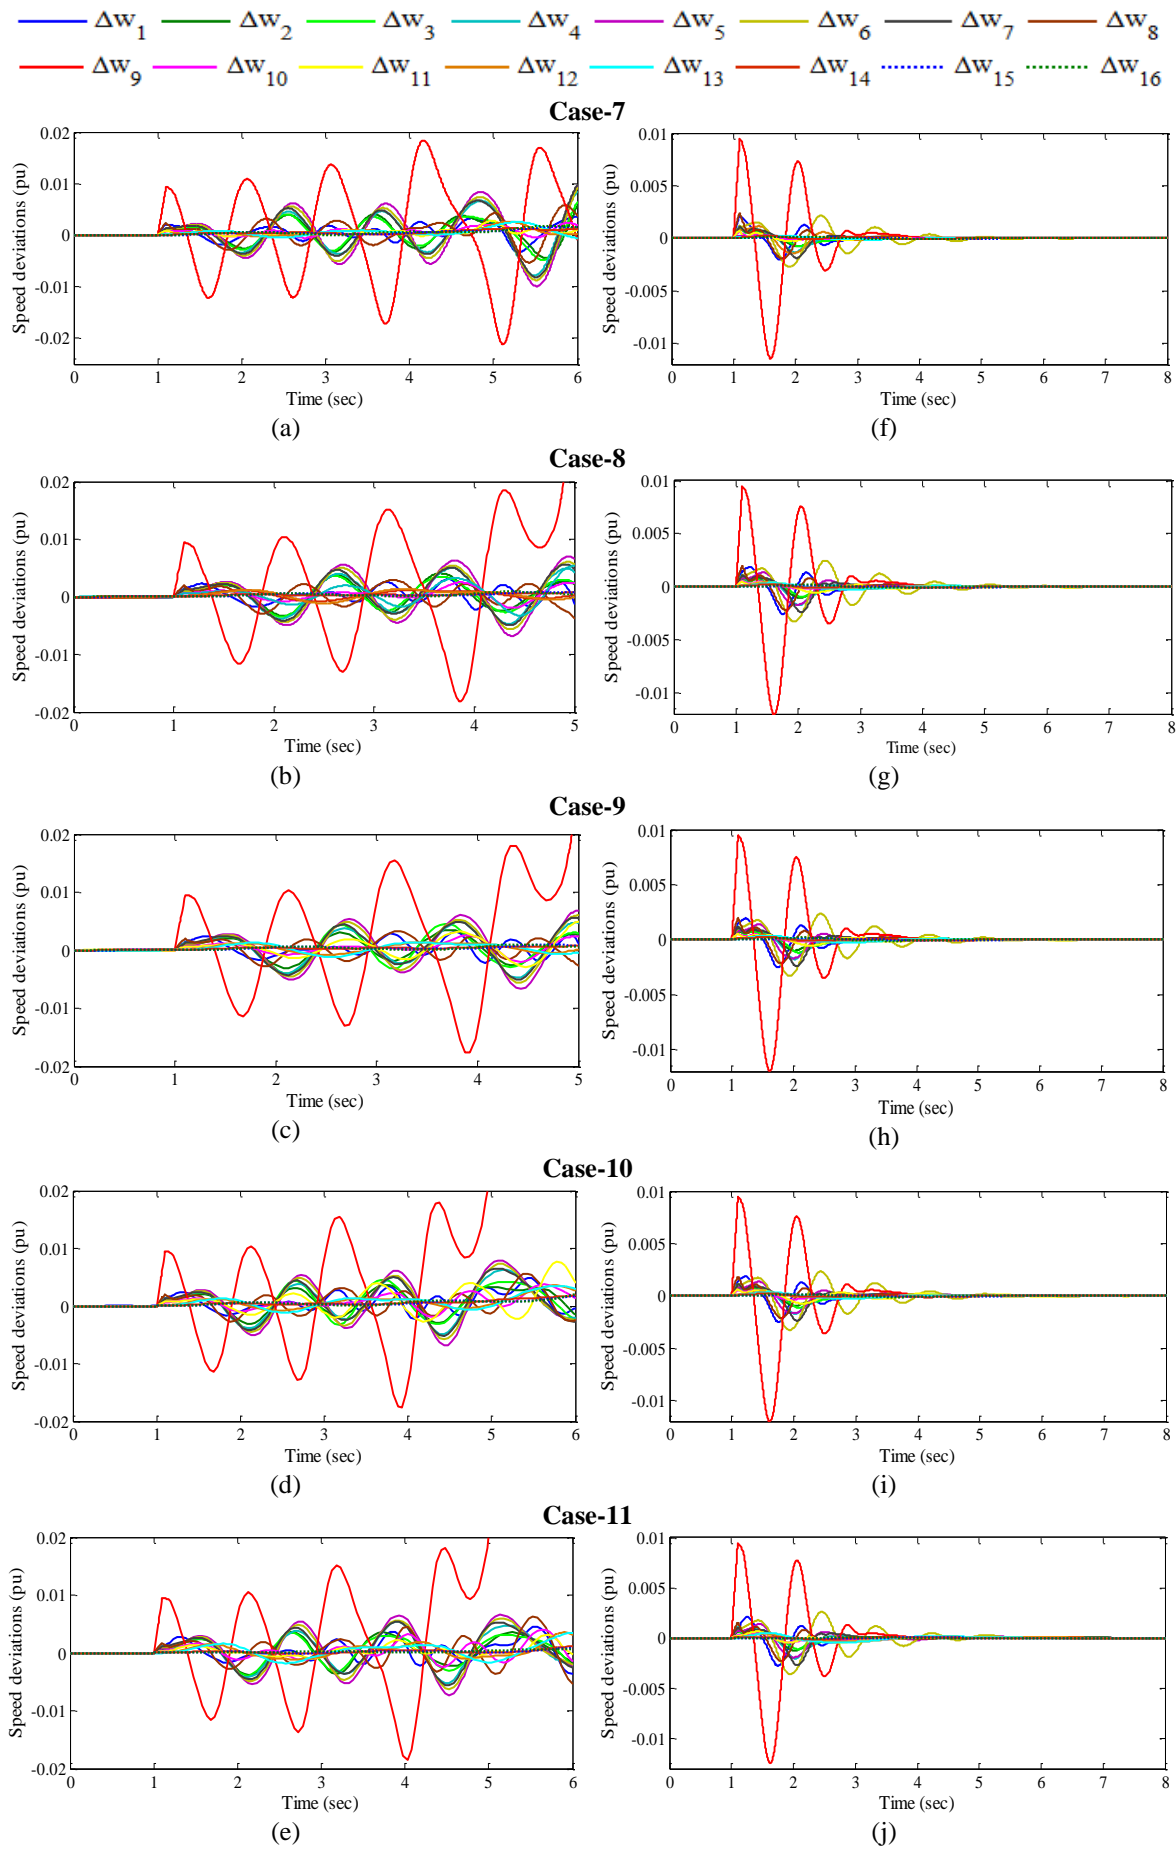 Δw1 Δw2 Δw3 Δw4 Δw5 Δw6 Δw7 Δw8
Δw9 Δw10 Δw11 Δw12 Δw13 Δw14 Δw15 Δw16
Case-7
Speed deviations (pu)
0.02
0.01
0
-0.01
-0.02
0 1 2 3 4 5 6
Time (sec)
(a)
Speed deviations (pu)
0.01
0.005
0
-0.005
-0.01
0 1 2 3 4 5 6 7 8
Time (sec)
(f)
Case-8
Speed deviations (pu)
0.02
0.01
0
-0.01
-0.02
0 1 2 3 4 5
Time (sec)
(b)
Speed deviations (pu)
0.01
0.005
0
-0.005
-0.01
0 1 2 3 4 5 6 7 8
Time (sec)
(g)
Case-9
Speed deviations (pu)
0.02
0.01
0
-0.01
-0.02
0 1 2 3 4 5
Time (sec)
(c)
Speed deviations (pu)
0.01
0.005
0
-0.005
-0.01
0 1 2 3 4 5 6 7 8
Time (sec)
(h)
Case-10
Speed deviations (pu)
0.02
0.01
0
-0.01
-0.02
0 1 2 3 4 5 6
Time (sec)
(d)
Speed deviations (pu)
0.01
0.005
0
-0.005
-0.01
0 1 2 3 4 5 6 7 8
Time (sec)
(i)
Case-11
Speed deviations (pu)
0.02
0.01
0
-0.01
-0.02
0 1 2 3 4 5 6
Time (sec)
(e)
Speed deviations (pu)
0.01
0.005
0
-0.005
-0.01
0 1 2 3 4 5 6 7 8
Time (sec)
(j)